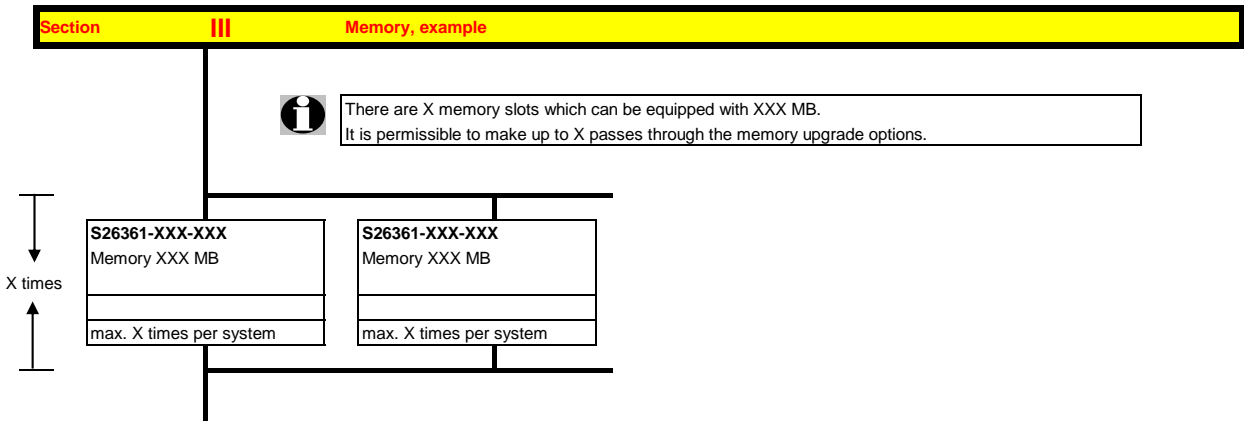 Section III Memory, example
There are X memory slots which can be equipped with XXX MB.
It is permissible to make up to X passes through the memory upgrade options.
S26361-XXX-XXX
Memory XXX MB
max. X times per system
S26361-XXX-XXX
Memory XXX MB
max. X times per system
X times